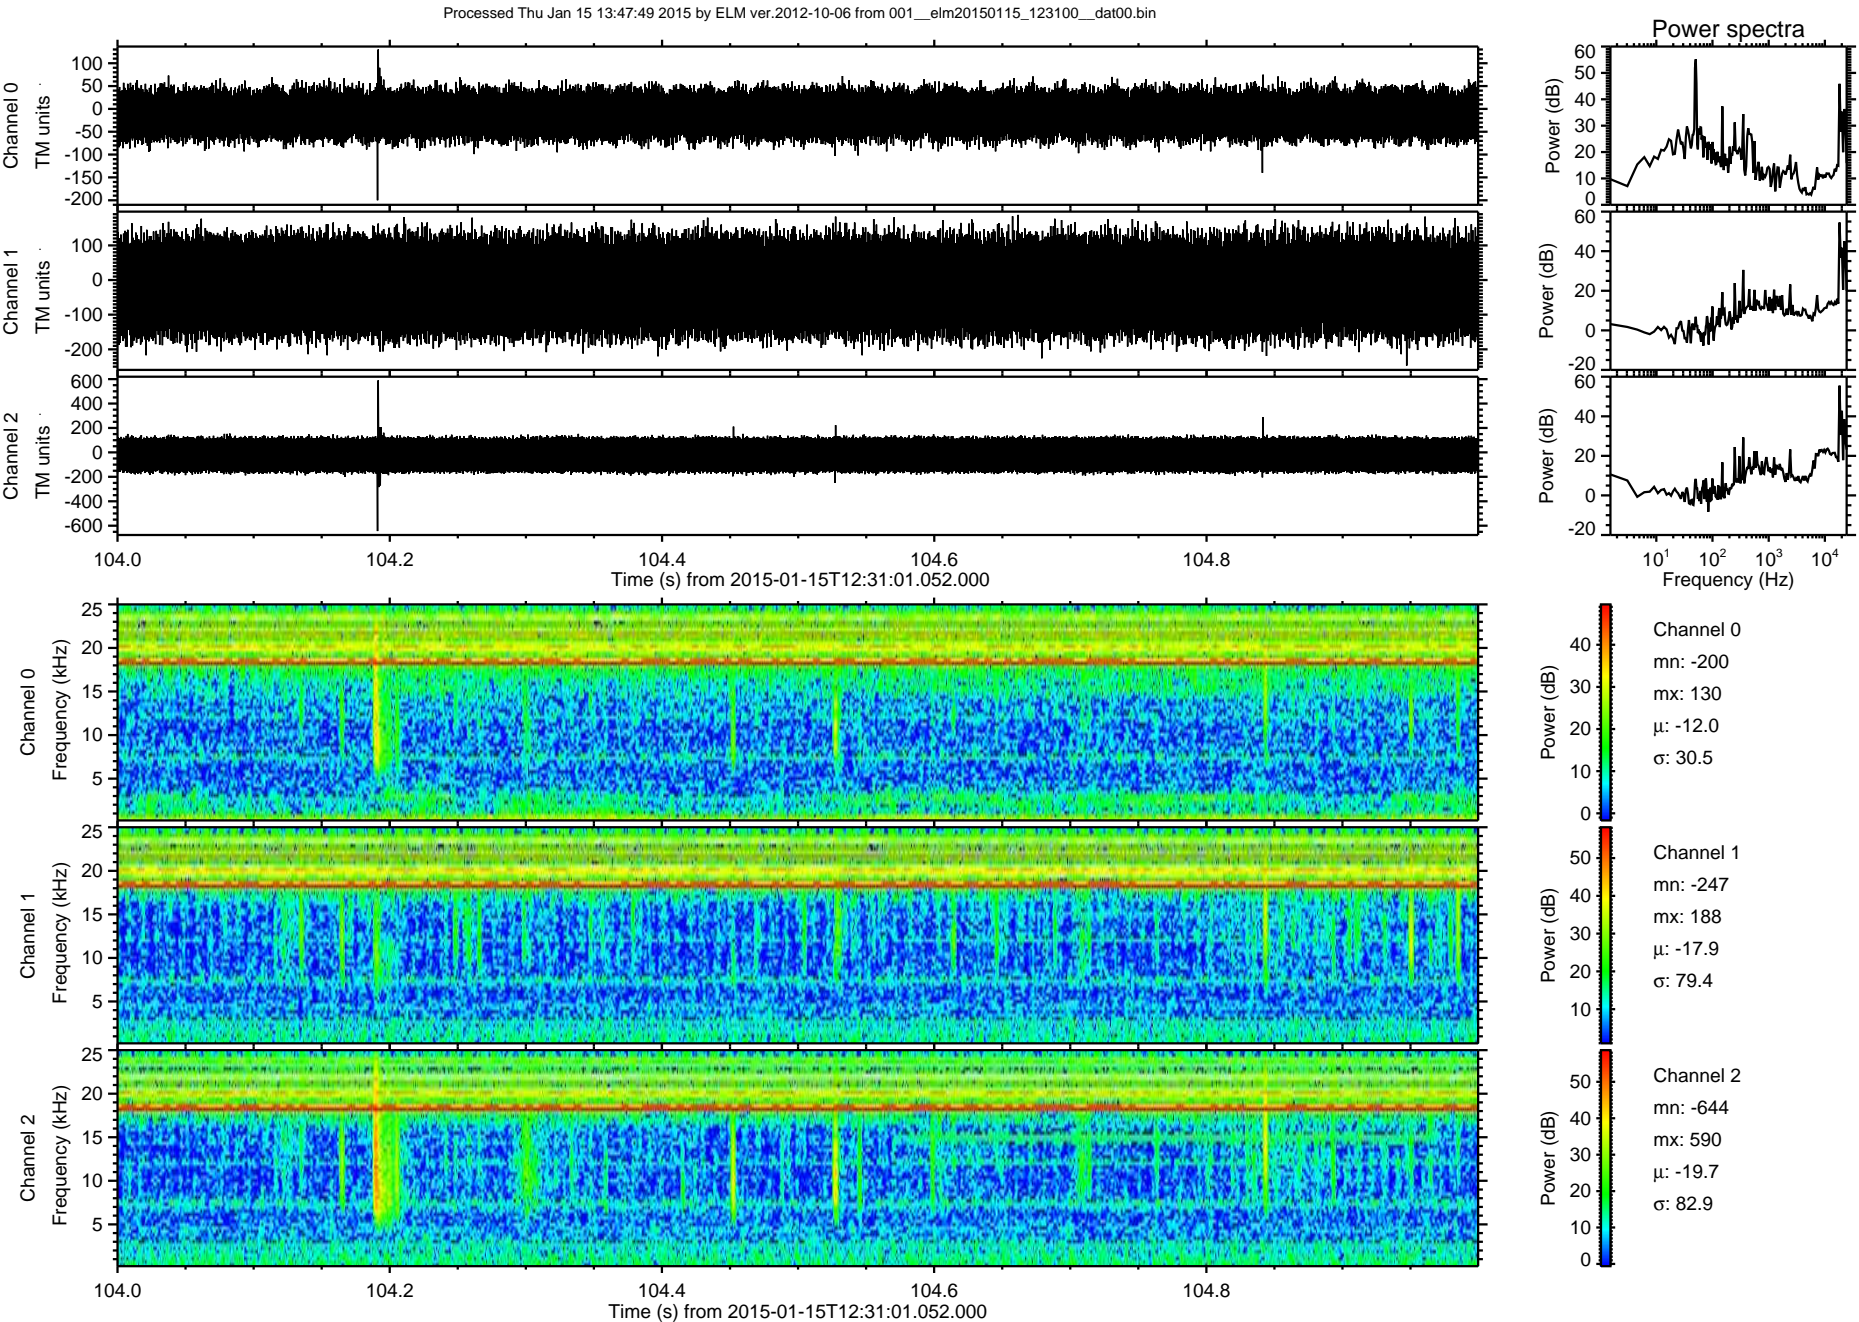 Processed Thu Jan 15 13:47:49 2015 by ELM ver.2012-10-06 from 001__elm20150115_123100__dat00.bin
Power spectra
Channel 0
TM units
100
50
0
-50
-100
-150
-200
Power (dB)
60
50
40
30
20
10
0
Channel 1
TM units
100
0
-100
-200
Power (dB)
60
40
20
0
-20
Channel 2
TM units
600
400
200
0
-200
-400
-600
Power (dB)
60
40
20
0
-20
104.0 104.2 104.4 104.6 104.8
Time (s) from 2015-01-15T12:31:01.052.000
10¹ 10² 10³ 10⁴
Frequency (Hz)
Channel 0
Frequency (kHz)
25
20
15
10
5
Power (dB)
40
30
20
10
0
Channel 0
mn: -200
mx: 130
μ: -12.0
σ: 30.5
Channel 1
Frequency (kHz)
25
20
15
10
5
Power (dB)
50
40
30
20
10
Channel 1
mn: -247
mx: 188
μ: -17.9
σ: 79.4
Channel 2
Frequency (kHz)
25
20
15
10
5
Power (dB)
50
40
30
20
10
0
Channel 2
mn: -644
mx: 590
μ: -19.7
σ: 82.9
104.0 104.2 104.4 104.6 104.8
Time (s) from 2015-01-15T12:31:01.052.000